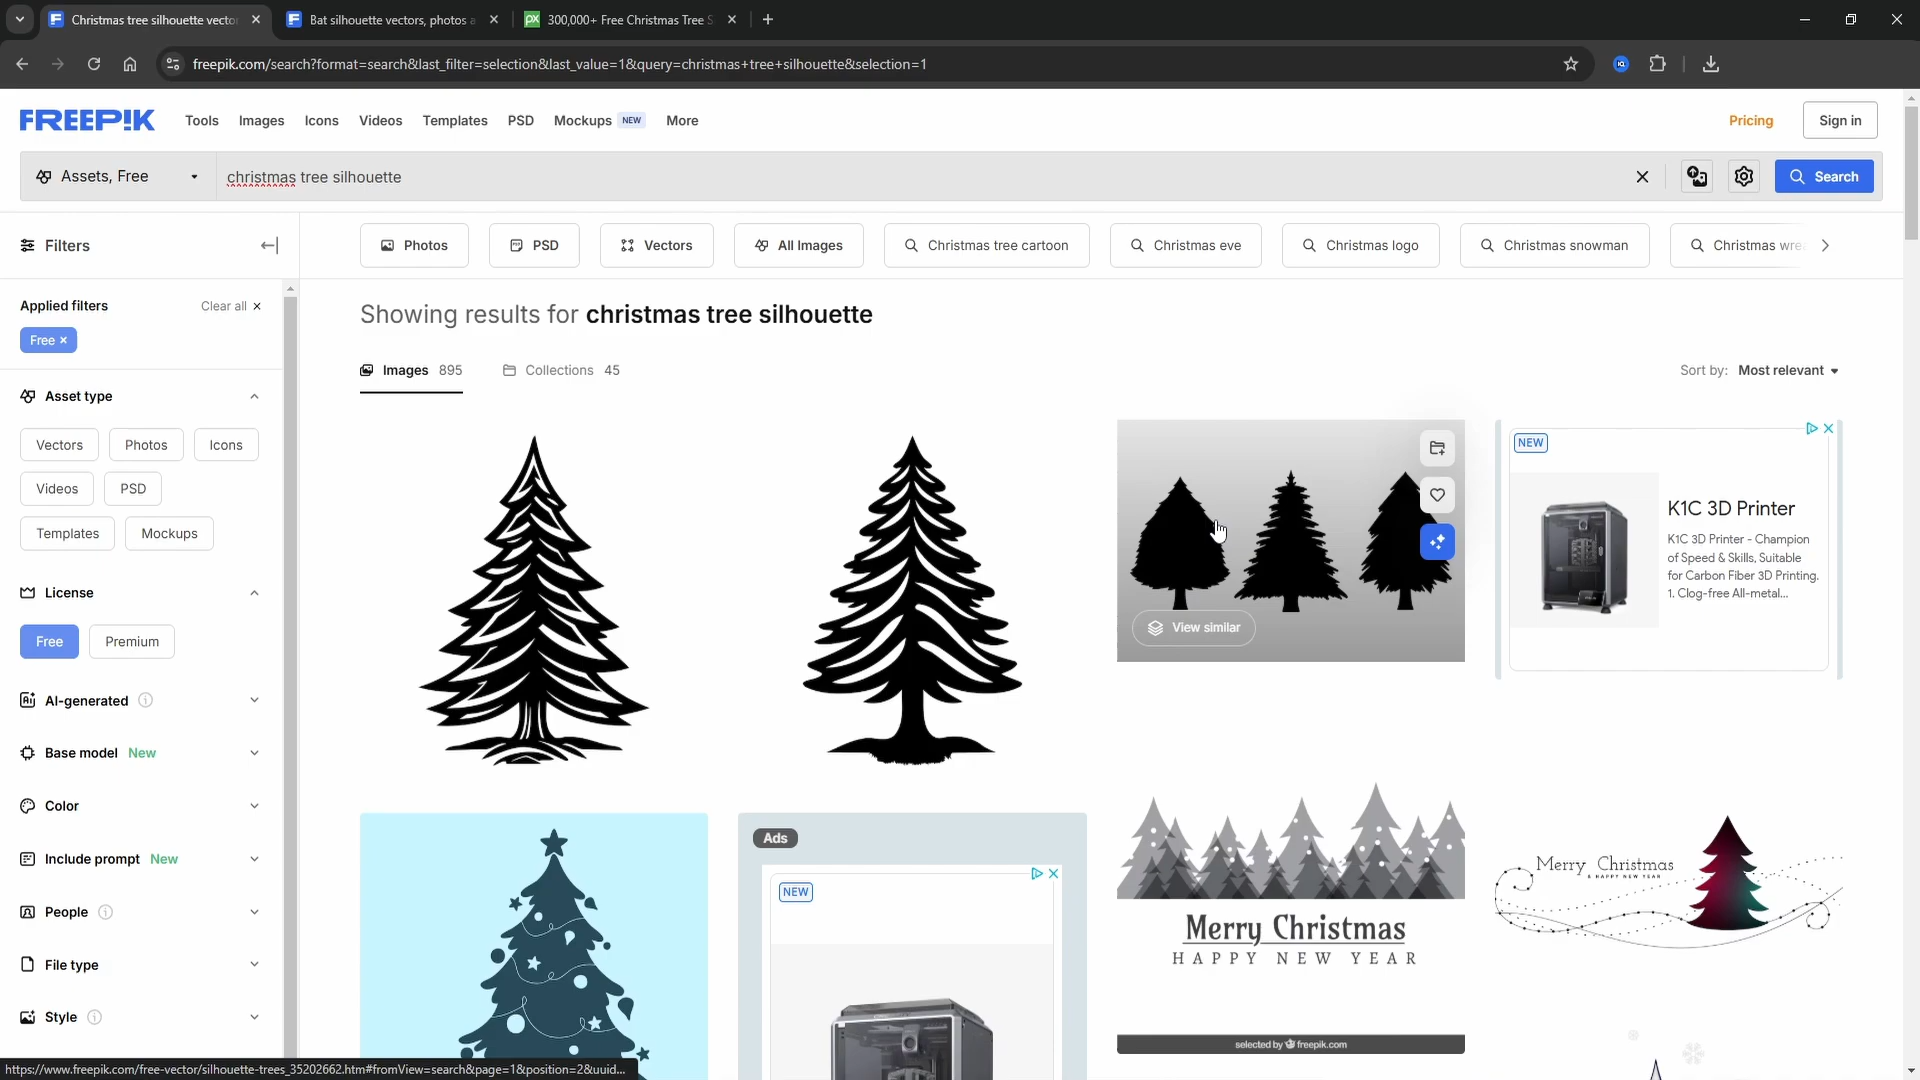 Christmas tree silhouette vecto
Bat silhouette vectors, photos a
300,000+ Free Christmas Tree S
freepik.com/search?format=search&last_filter=selection&last_value=1&query=christmas+tree+silhouette&selection=1
FREEPIK
Tools
Images
Icons
Videos
Templates
PSD
Mockups NEW
More
Pricing
Sign in
Assets, Free
christmas tree silhouette
Search
Filters
Photos
PSD
Vectors
All Images
Christmas tree cartoon
Christmas eve
Christmas logo
Christmas snowman
Christmas wre
Applied filters
Clear all ×
Free ×
Showing results for christmas tree silhouette
Images 895
Collections 45
Sort by: Most relevant
Asset type
Vectors
Photos
Icons
Videos
PSD
Templates
Mockups
License
Free
Premium
AI-generated
Base model New
Color
Include prompt New
People
File type
Style
View similar
NEW
K1C 3D Printer
K1C 3D Printer - Champion
of Speed & Skills, Suitable
for Carbon Fiber 3D Printing.
1. Clog-free All-metal...
Ads
NEW
Merry Christmas
HAPPY NEW YEAR
selected by freepik.com
Merry Christmas
& HAPPY NEW YEAR
https://www.freepik.com/free-vector/silhouette-trees_35202662.htm#fromView=search&page=1&position=2&uuid...